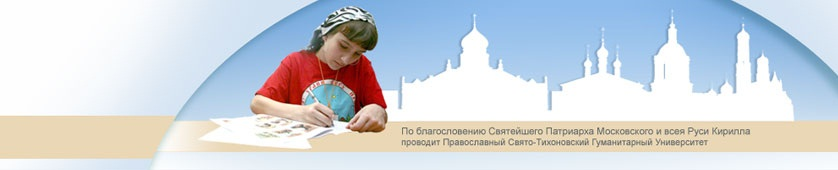 По благословению Святейшего Патриарха Московского и всея Руси Кирилла
проводит Православный Свято-Тихоновский Гуманитарный Университет